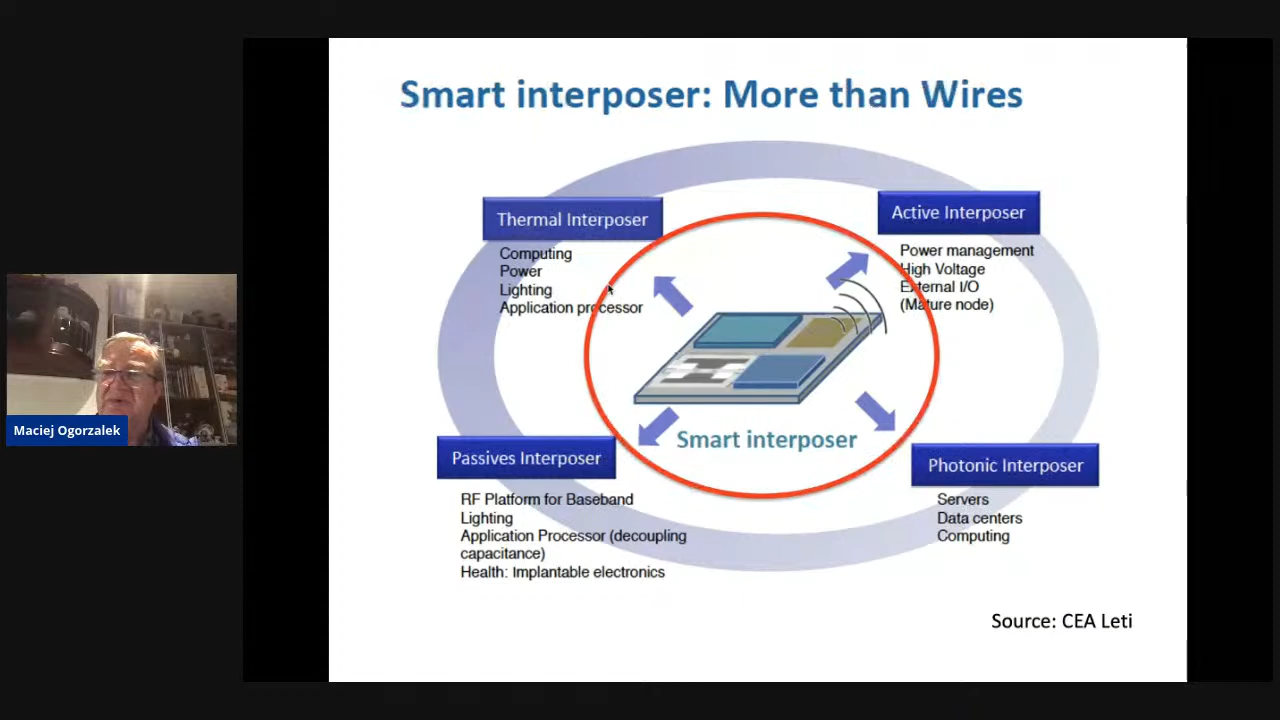 Smart interposer: More than Wires
Thermal Interposer
Computing
Power
Lighting
Application processor
Active Interposer
Power management
High Voltage
External I/O
(Mature node)
Smart interposer
Passives Interposer
RF Platform for Baseband
Lighting
Application Processor (decoupling
capacitance)
Health: Implantable electronics
Photonic Interposer
Servers
Data centers
Computing
Source: CEA Leti
Maciej Ogorzalek